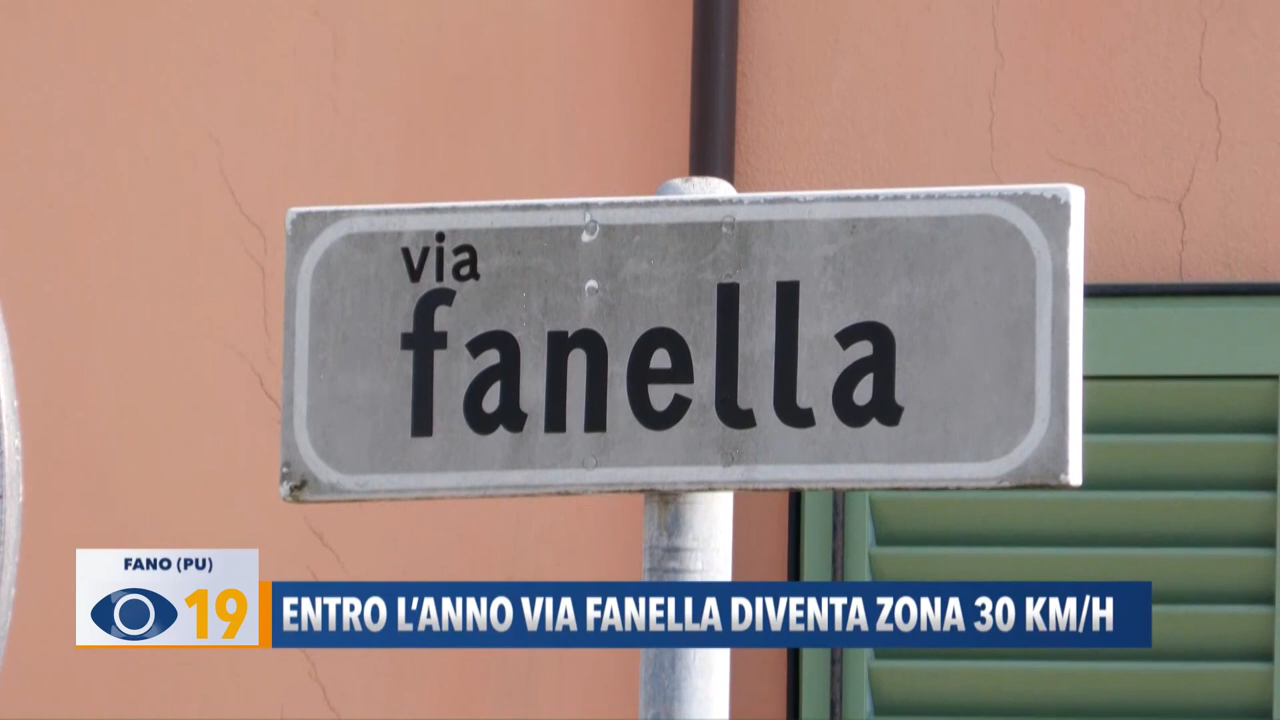 via
fanella
FANO (PU)
19
ENTRO L'ANNO VIA FANELLA DIVENTA ZONA 30 KM/H